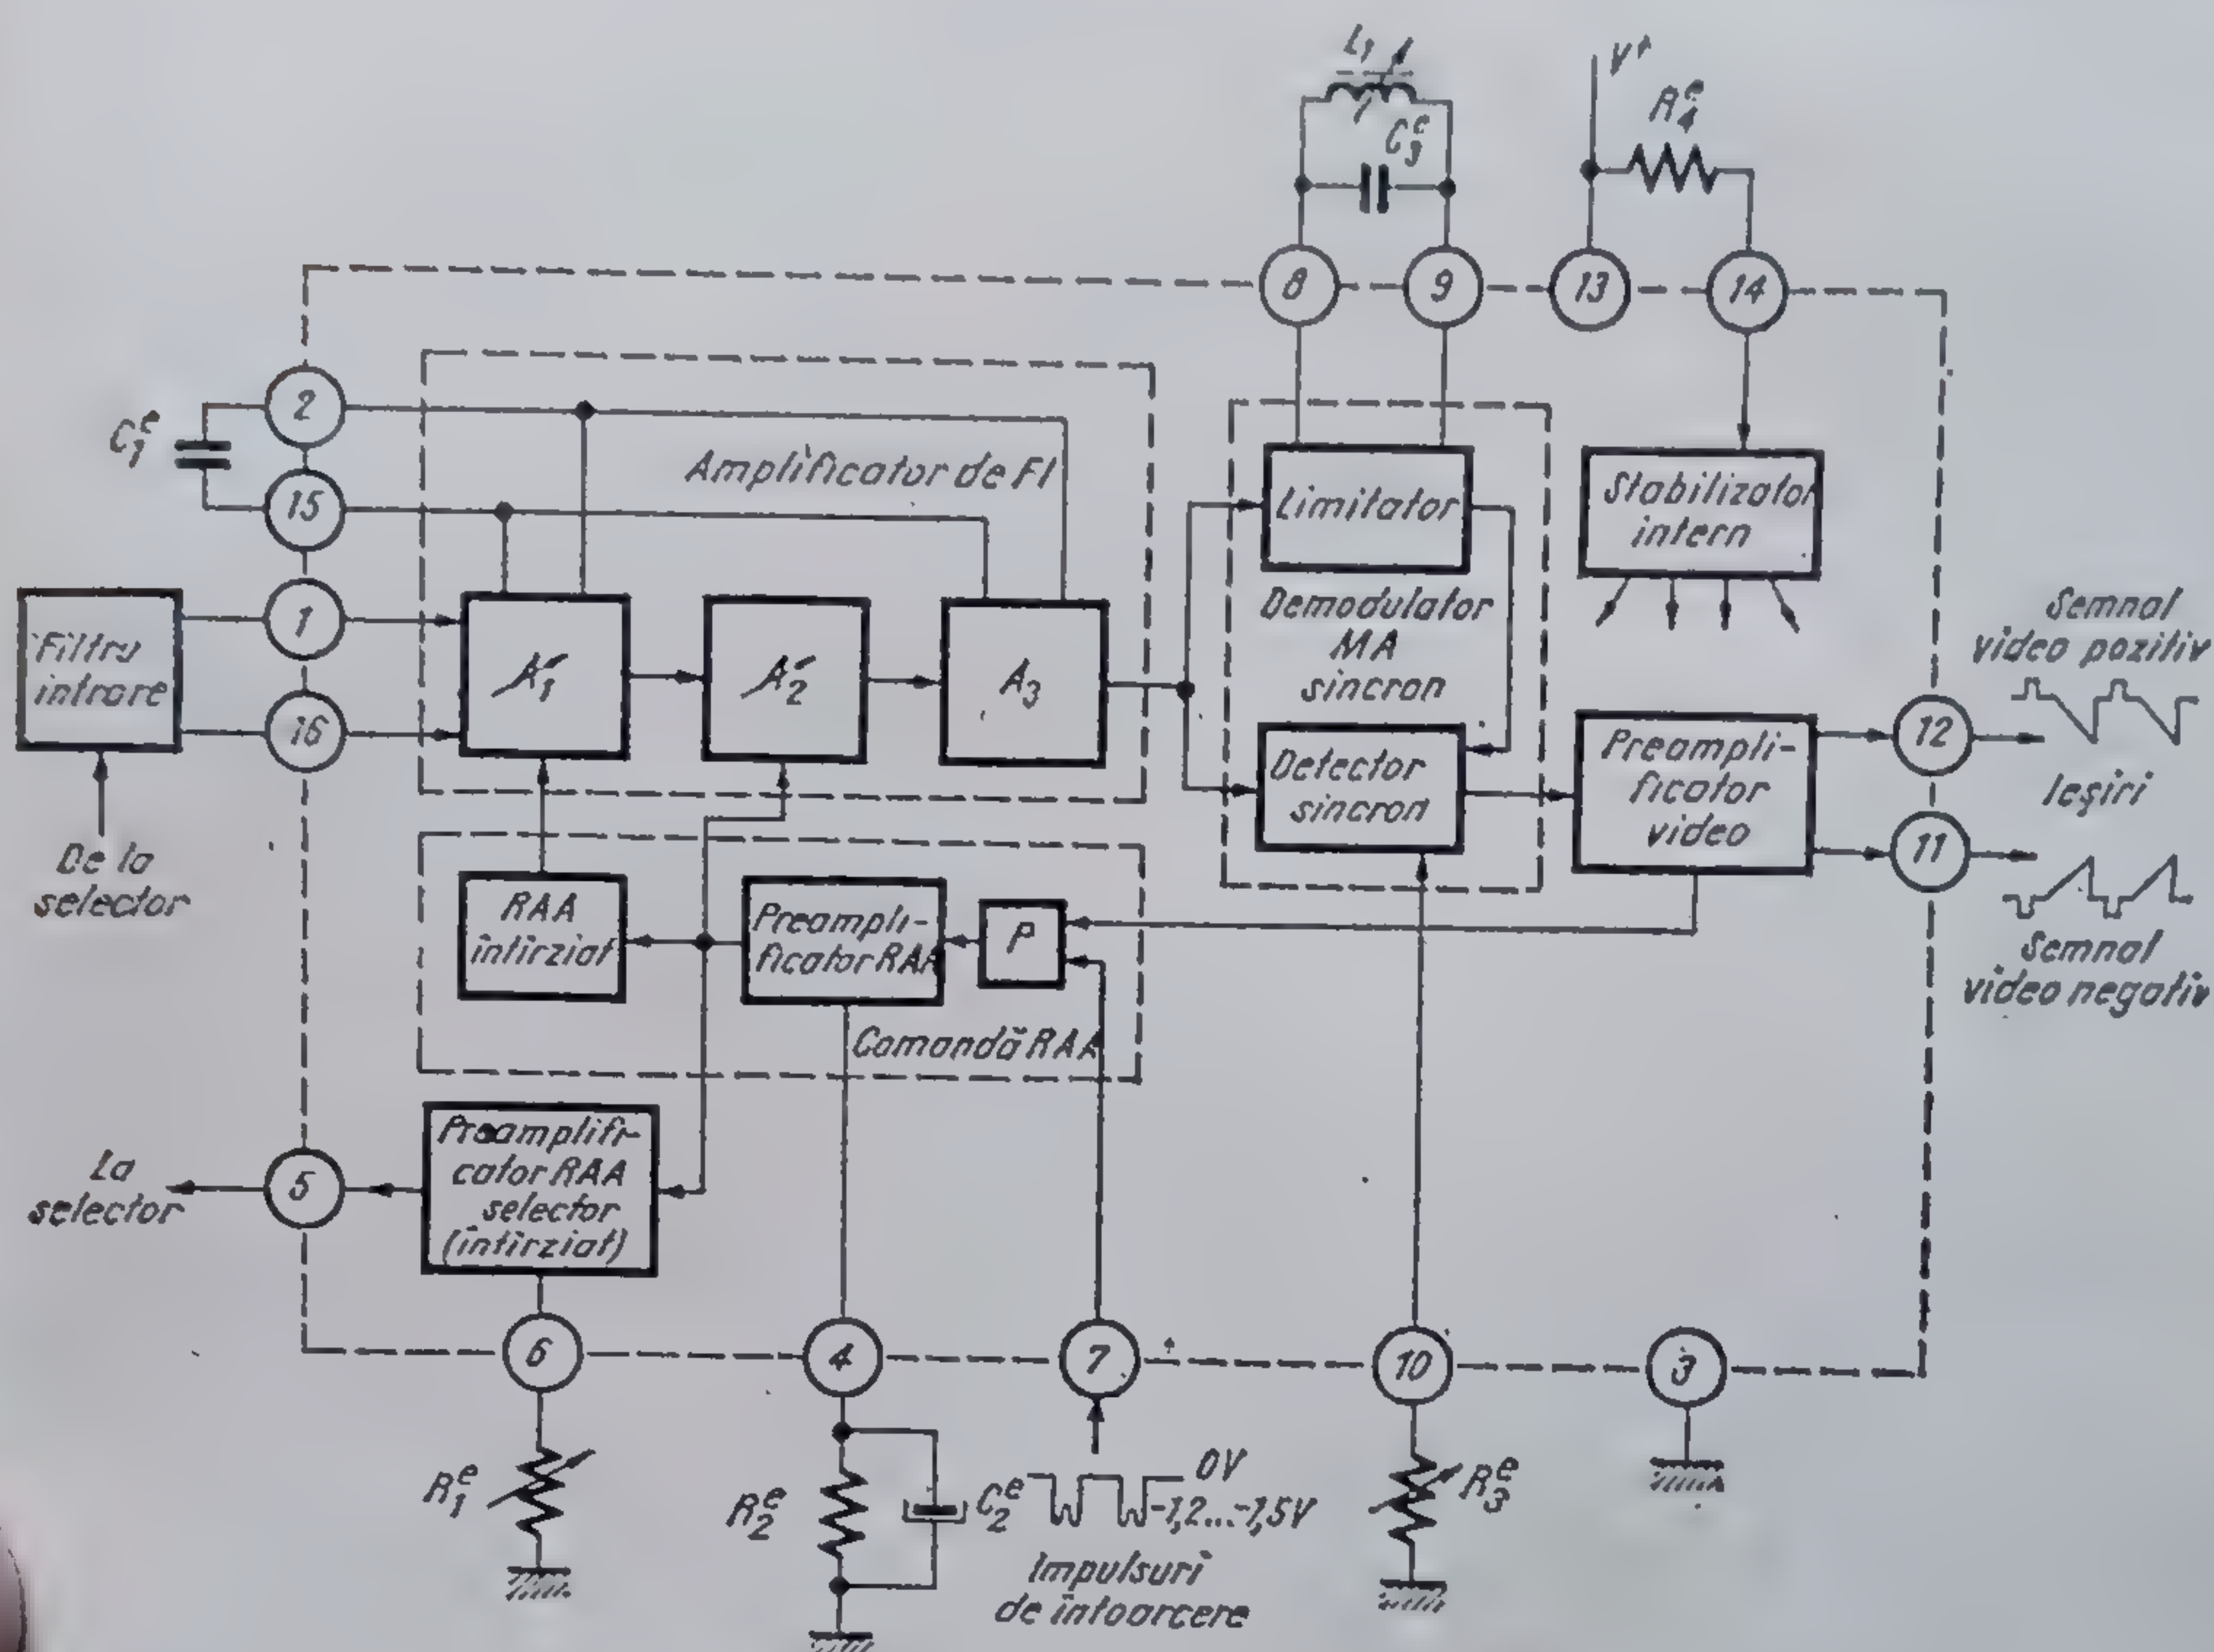 L1
C3e
V+
R4e
8
9
13
14
2
C1e
15
Amplificator de FI
Limitator
Stabilizator
intern
1
Filtru
intrare
16
A1
A2
A3
Demodulator
MA
sincron
Detector
sincron
Preampli-
ficator
video
Semnal
video pozitiv
12
Ieşiri
11
Semnal
video negativ
De la
selector
RAA
întîrziat
Preampli-
ficator RAA
P
Comandă RAA
La
selector
5
Preamplifi-
cator RAA
selector
(întîrziat)
6
4
7
10
3
R1e
R2e
C2e
0V
-1,2...-1,5V
Impulsuri
de întoarcere
R3e